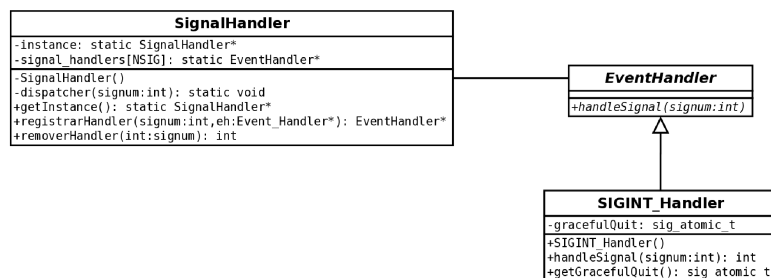 SignalHandler
-instance: static SignalHandler*
-signal_handlers[NSIG]: static EventHandler*
-SignalHandler()
-dispatcher(signum:int): static void
+getInstance(): static SignalHandler*
+registrarHandler(signum:int,eh:Event_Handler*): EventHandler*
+removerHandler(int:signum): int
EventHandler
+handleSignal(signum:int)
SIGINT_Handler
-gracefulQuit: sig_atomic_t
+SIGINT_Handler()
+handleSignal(signum:int): int
+getGracefulQuit(): sig_atomic_t